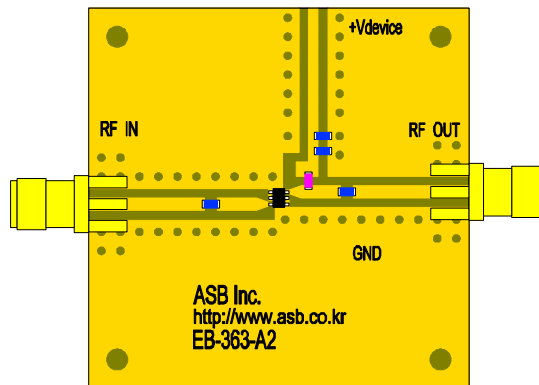 +Vdevice
RF IN
RF OUT
GND
ASB Inc.
http://www.asb.co.kr
EB-363-A2